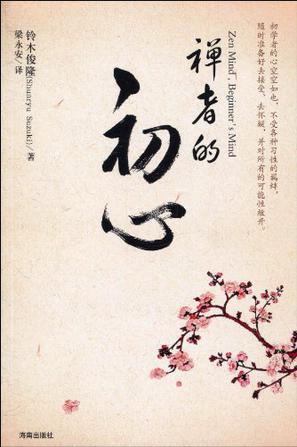 初学者的心空空如也，不受各种习性的羁绊，
随时准备好去接受、去怀疑，并对所有的可能性敞开。
Zen Mind, Beginner's Mind
禅者的
初心
铃木俊隆(Shunryu Suzuki)/著
梁永安/译
海南出版社